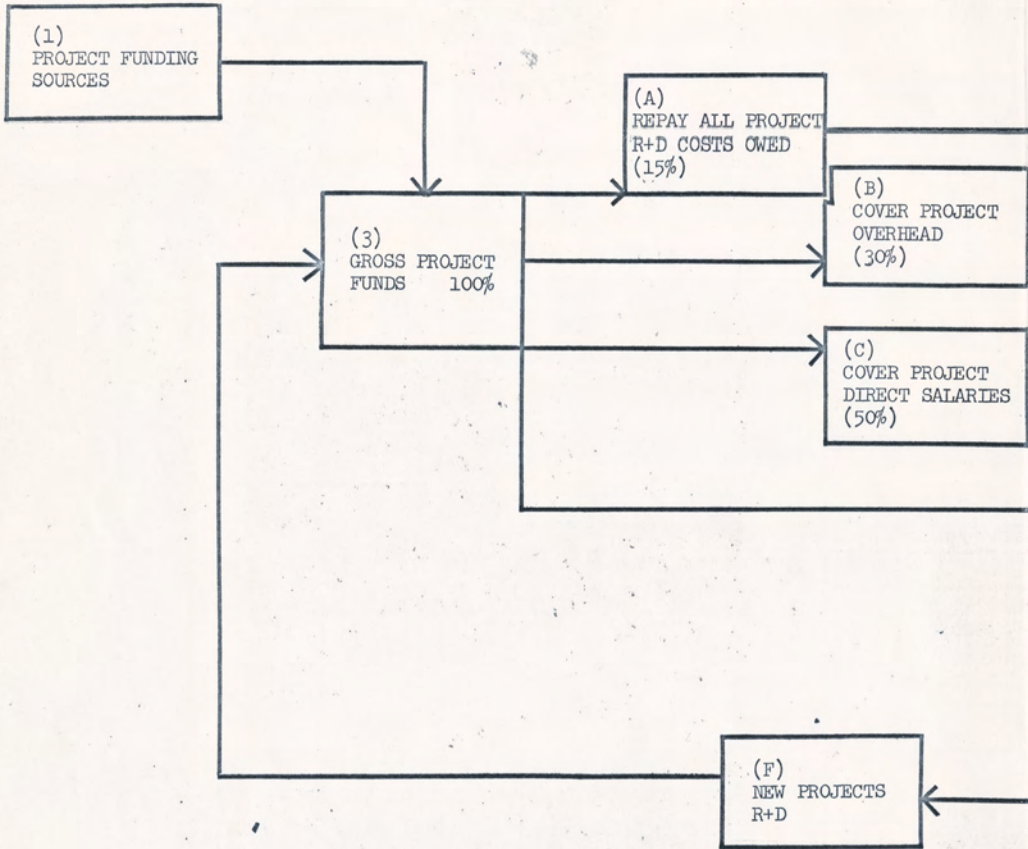 (1)
PROJECT FUNDING
SOURCES
(A)
REPAY ALL PROJECT
R+D COSTS OWED
(15%)
(B)
COVER PROJECT
OVERHEAD
(30%)
(3)
GROSS PROJECT
FUNDS 100%
(C)
COVER PROJECT
DIRECT SALARIES
(50%)
(F)
NEW PROJECTS
R+D